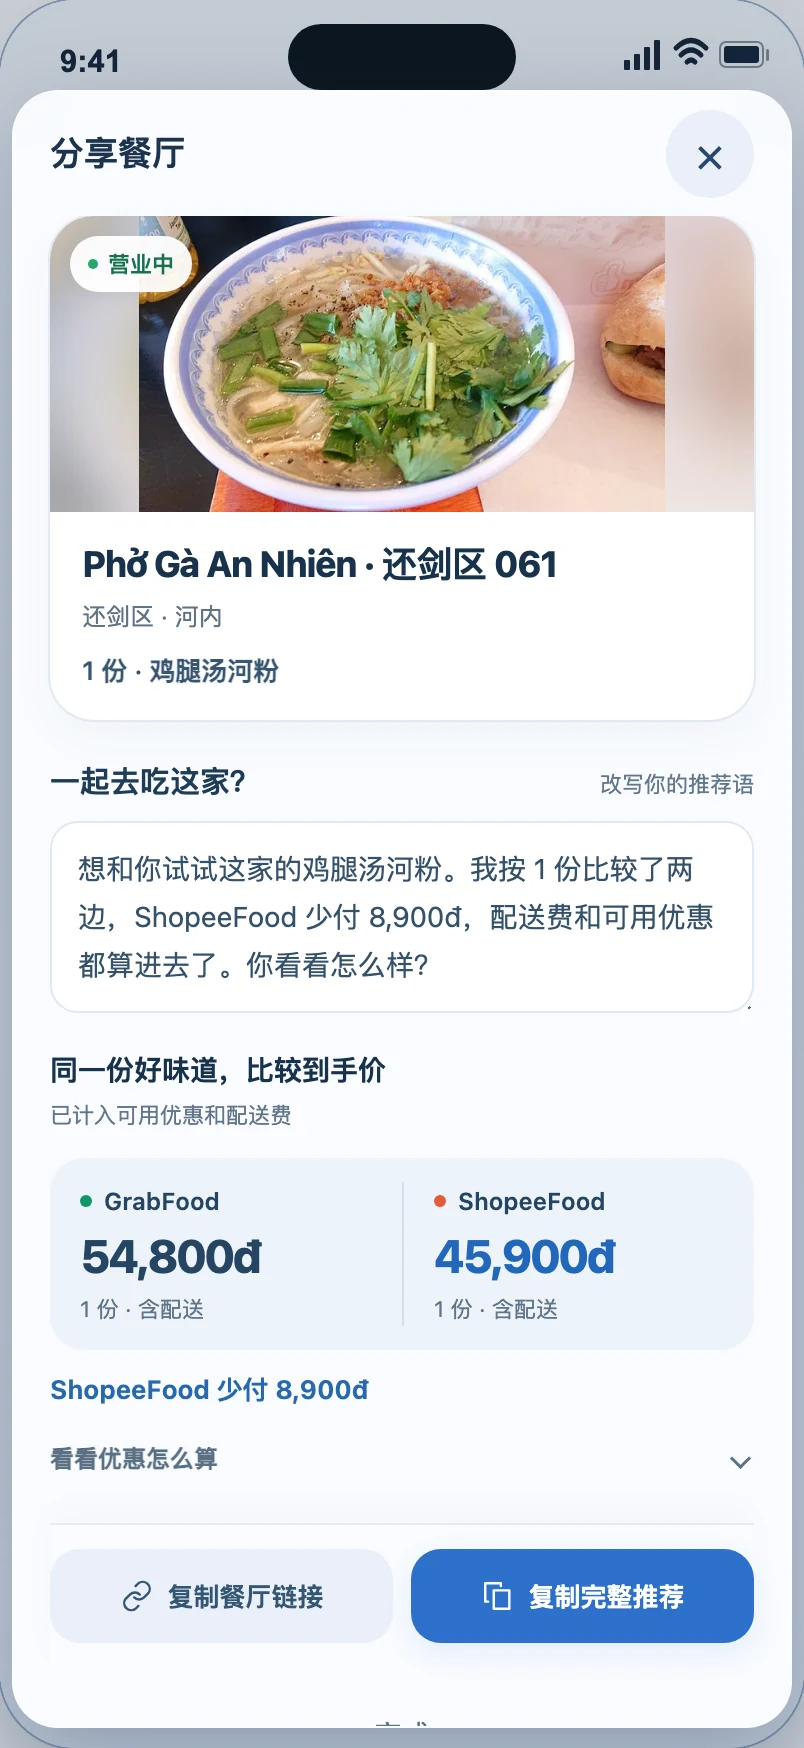 9:41
分享餐厅
营业中
Phở Gà An Nhiên · 还剑区 061
还剑区 · 河内
1 份 · 鸡腿汤河粉
一起去吃这家?
改写你的推荐语
想和你试试这家的鸡腿汤河粉。我按 1 份比较了两
边，ShopeeFood 少付 8,900đ，配送费和可用优惠
都算进去了。你看看怎么样?
同一份好味道，比较到手价
已计入可用优惠和配送费
GrabFood
54,800đ
1 份 · 含配送
ShopeeFood
45,900đ
1 份 · 含配送
ShopeeFood 少付 8,900đ
看看优惠怎么算
复制餐厅链接
复制完整推荐